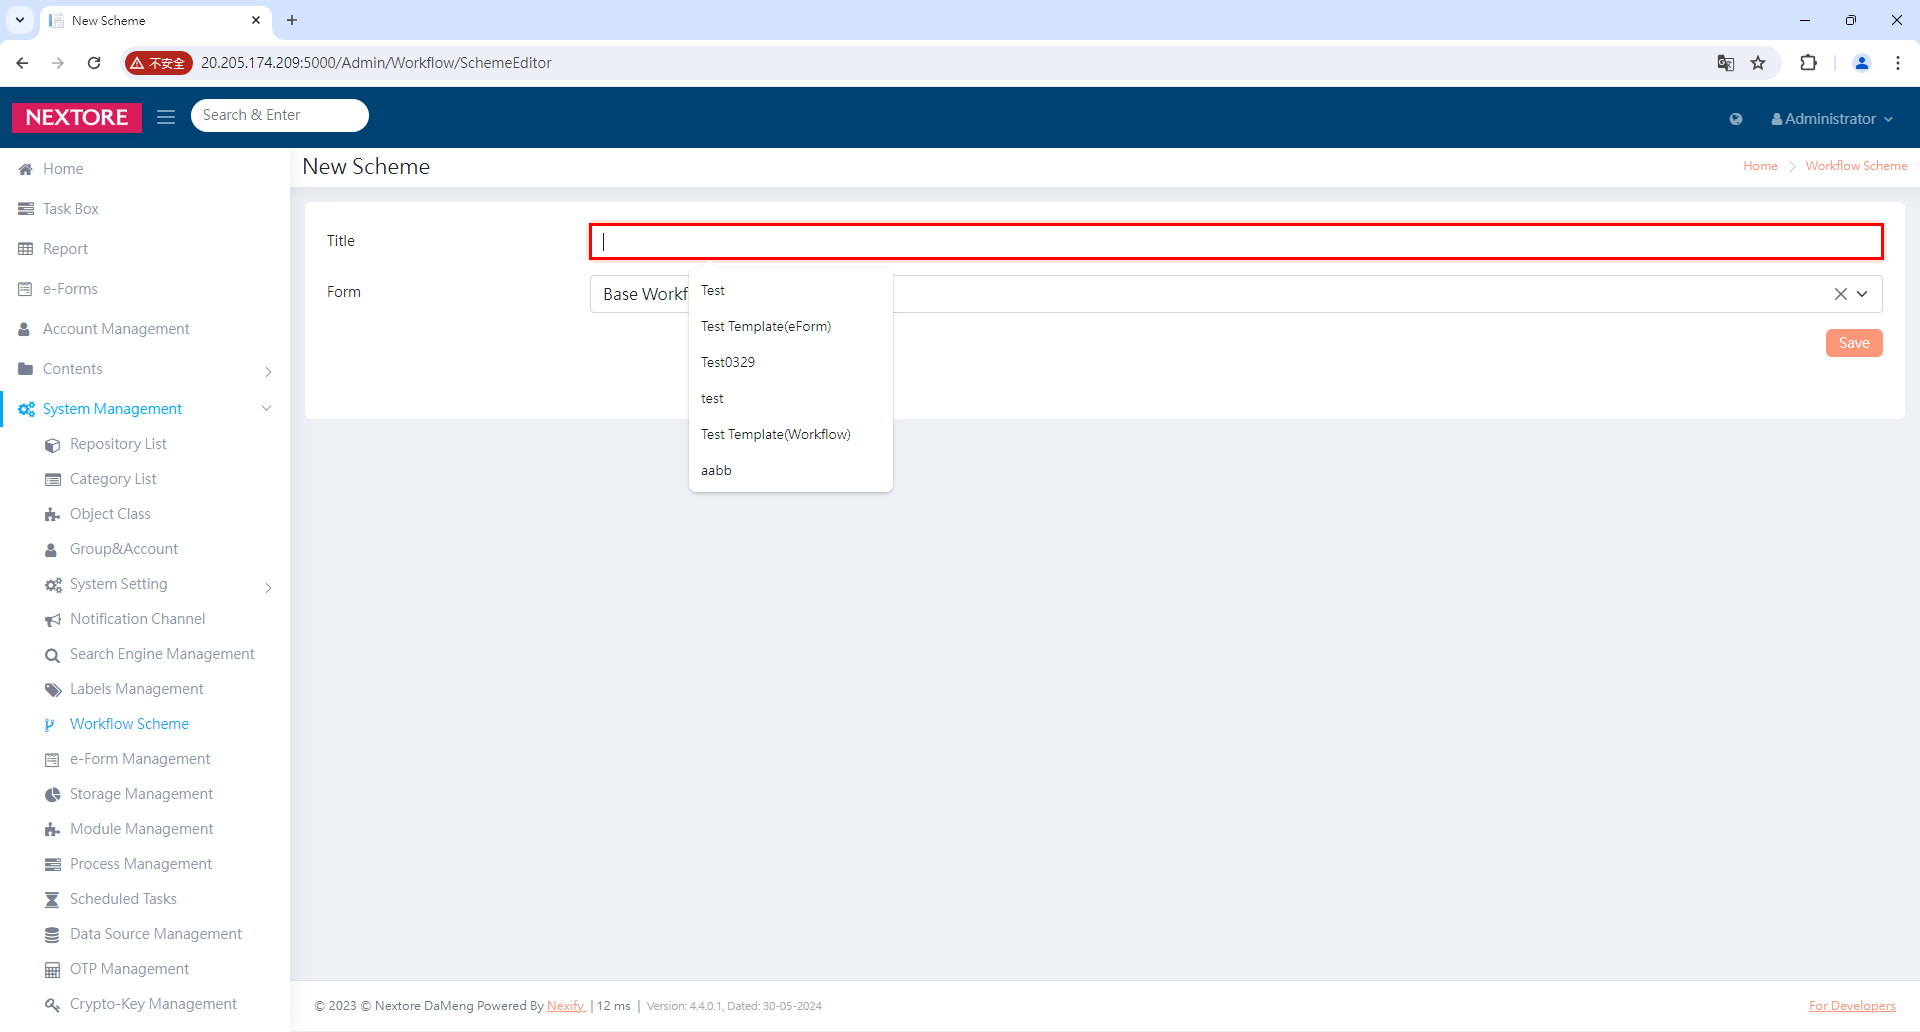 New Scheme
不安全
20.205.174.209:5000/Admin/Workflow/SchemeEditor
NEXTORE
Search & Enter
Administrator
Home
Task Box
Report
e-Forms
Account Management
Contents
System Management
Repository List
Category List
Object Class
Group&Account
System Setting
Notification Channel
Search Engine Management
Labels Management
Workflow Scheme
e-Form Management
Storage Management
Module Management
Process Management
Scheduled Tasks
Data Source Management
OTP Management
Crypto-Key Management
New Scheme
Home
Workflow Scheme
Title
Form
Base Workf
Test
Test Template(eForm)
Test0329
test
Test Template(Workflow)
aabb
Save
© 2023 © Nextore DaMeng Powered By Nexify | 12 ms | Version: 4.4.0.1, Dated: 30-05-2024
For Developers